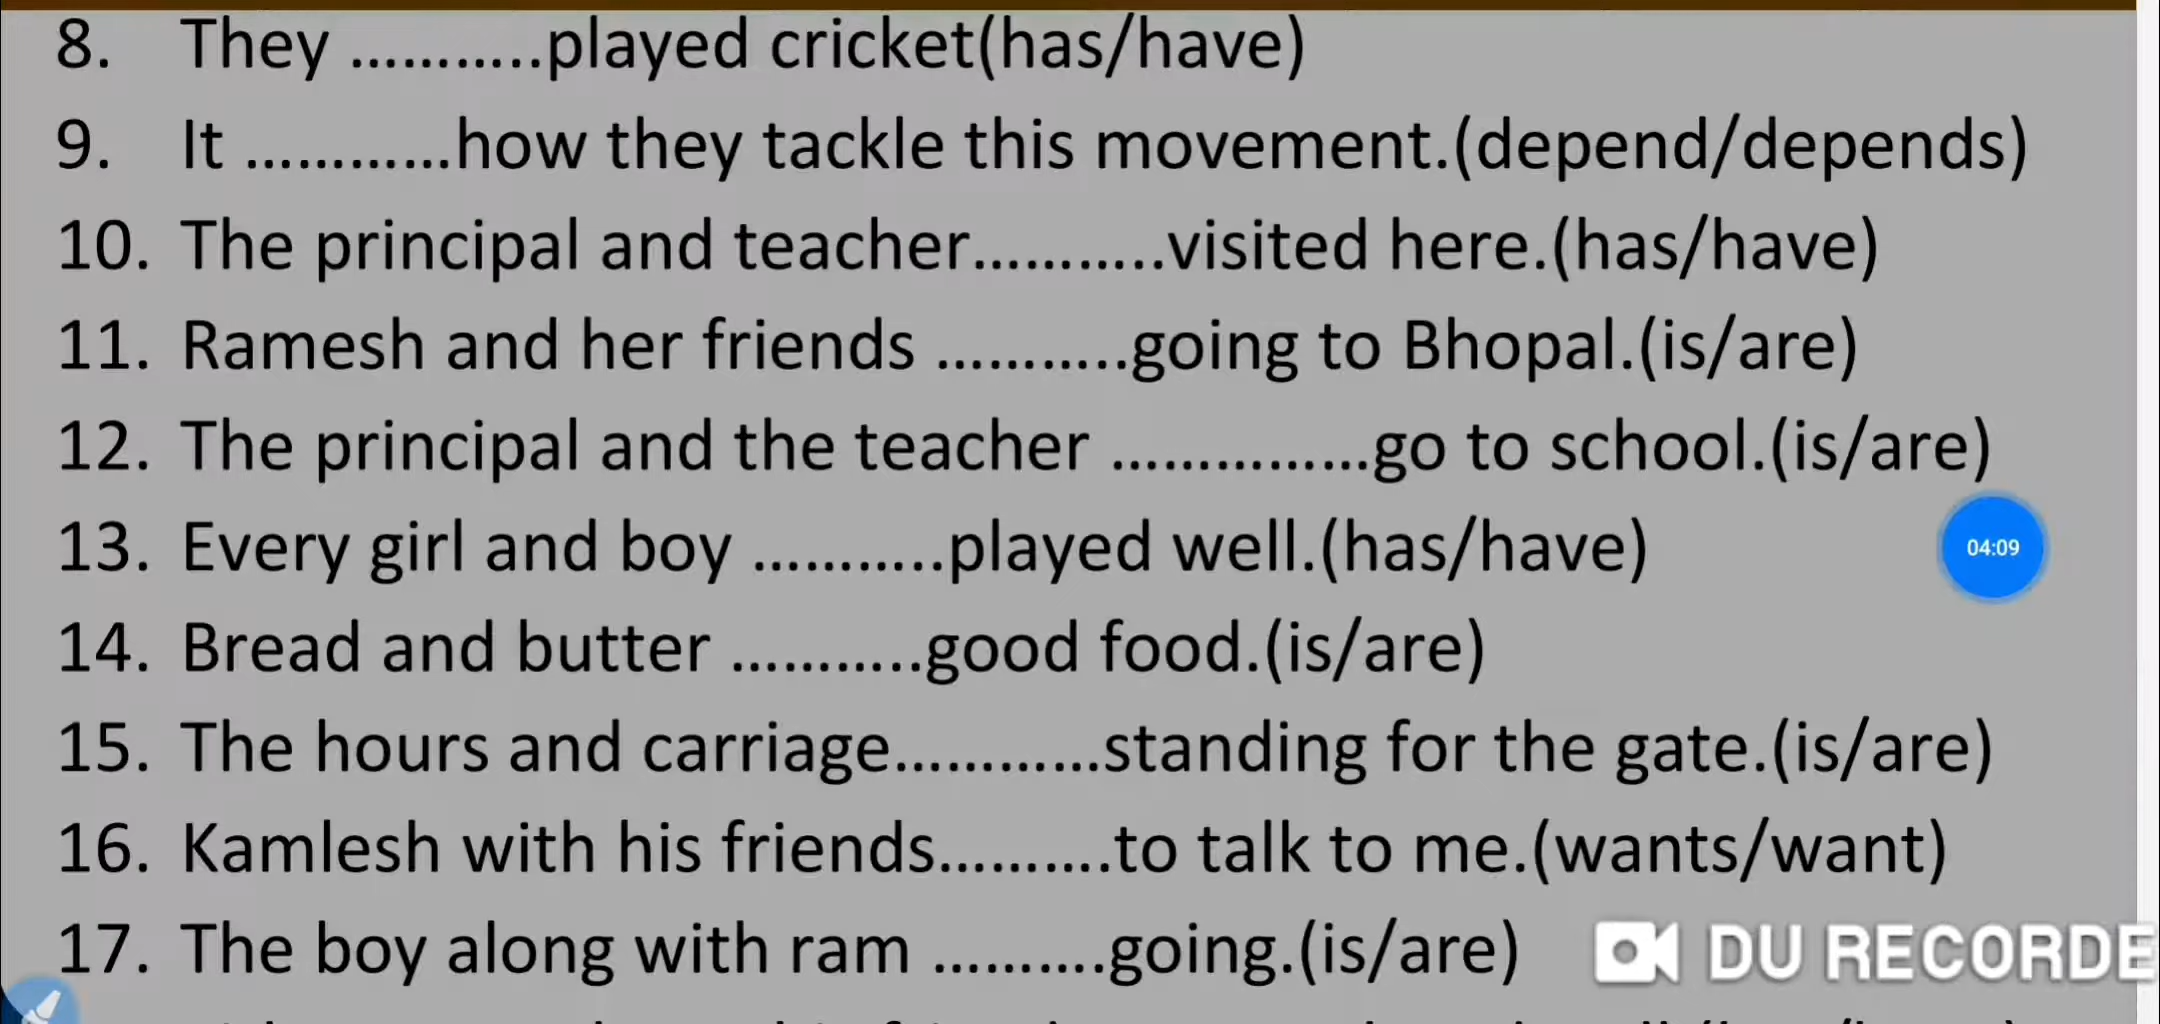 8. They ...........played cricket(has/have)
9. It ............how they tackle this movement.(depend/depends)
10. The principal and teacher...........visited here.(has/have)
11. Ramesh and her friends ...........going to Bhopal.(is/are)
12. The principal and the teacher ...............go to school.(is/are)
13. Every girl and boy ...........played well.(has/have)
04:09
14. Bread and butter ...........good food.(is/are)
15. The hours and carriage............standing for the gate.(is/are)
16. Kamlesh with his friends..........to talk to me.(wants/want)
17. The boy along with ram ..........going.(is/are)
DU RECORDE